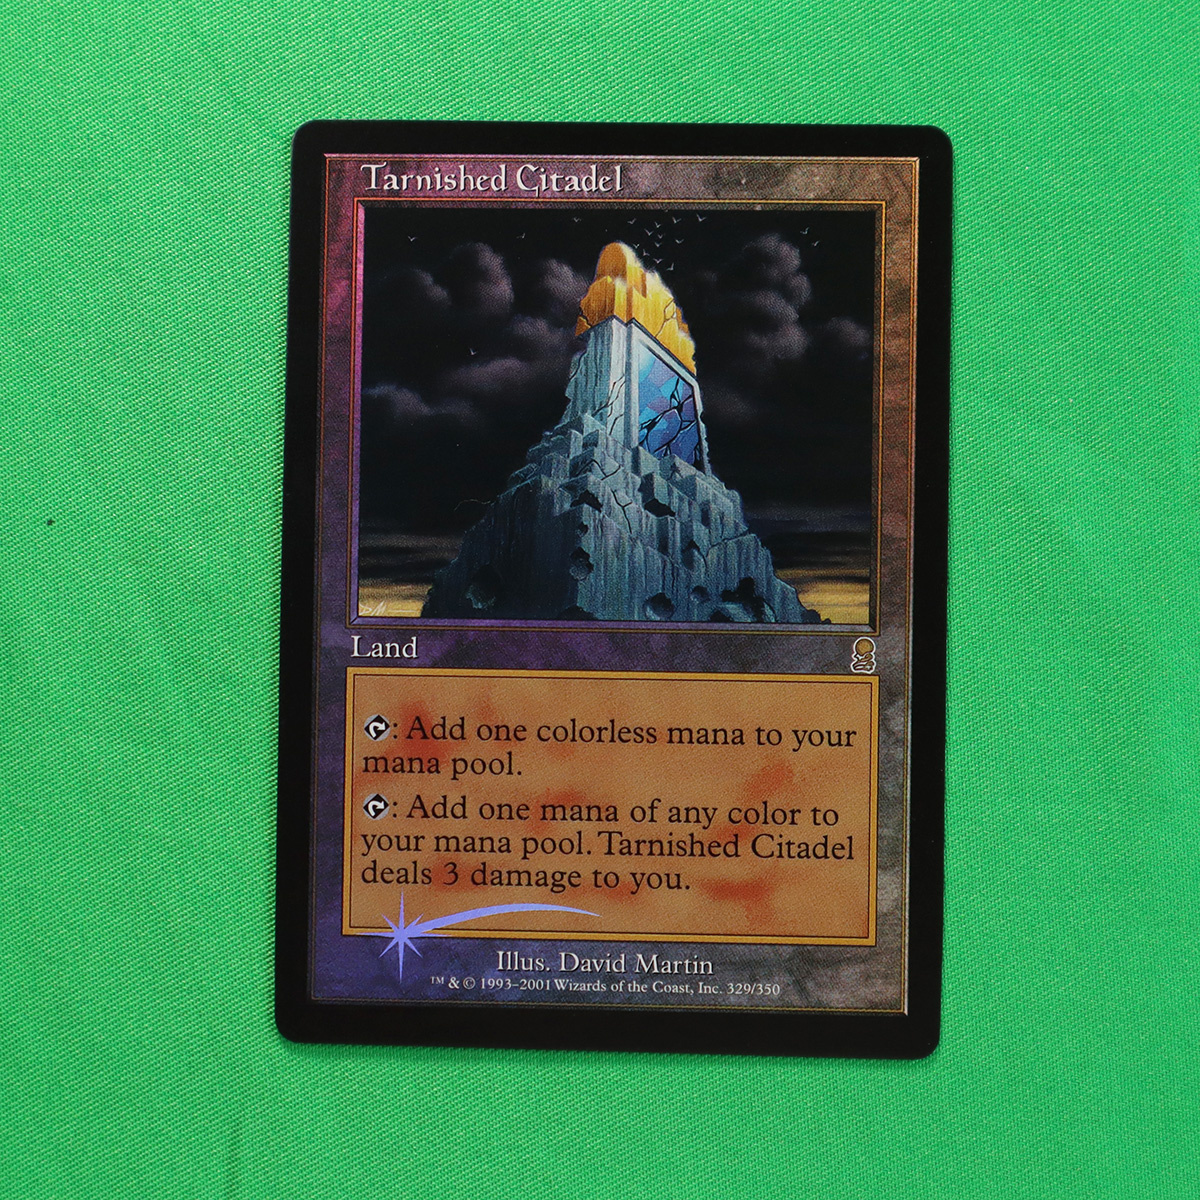 Tarnished Citadel
DM
Land
: Add one colorless mana to your
mana pool.
: Add one mana of any color to
your mana pool. Tarnished Citadel
deals 3 damage to you.
Illus. David Martin
™ & © 1993–2001 Wizards of the Coast, Inc. 329/350